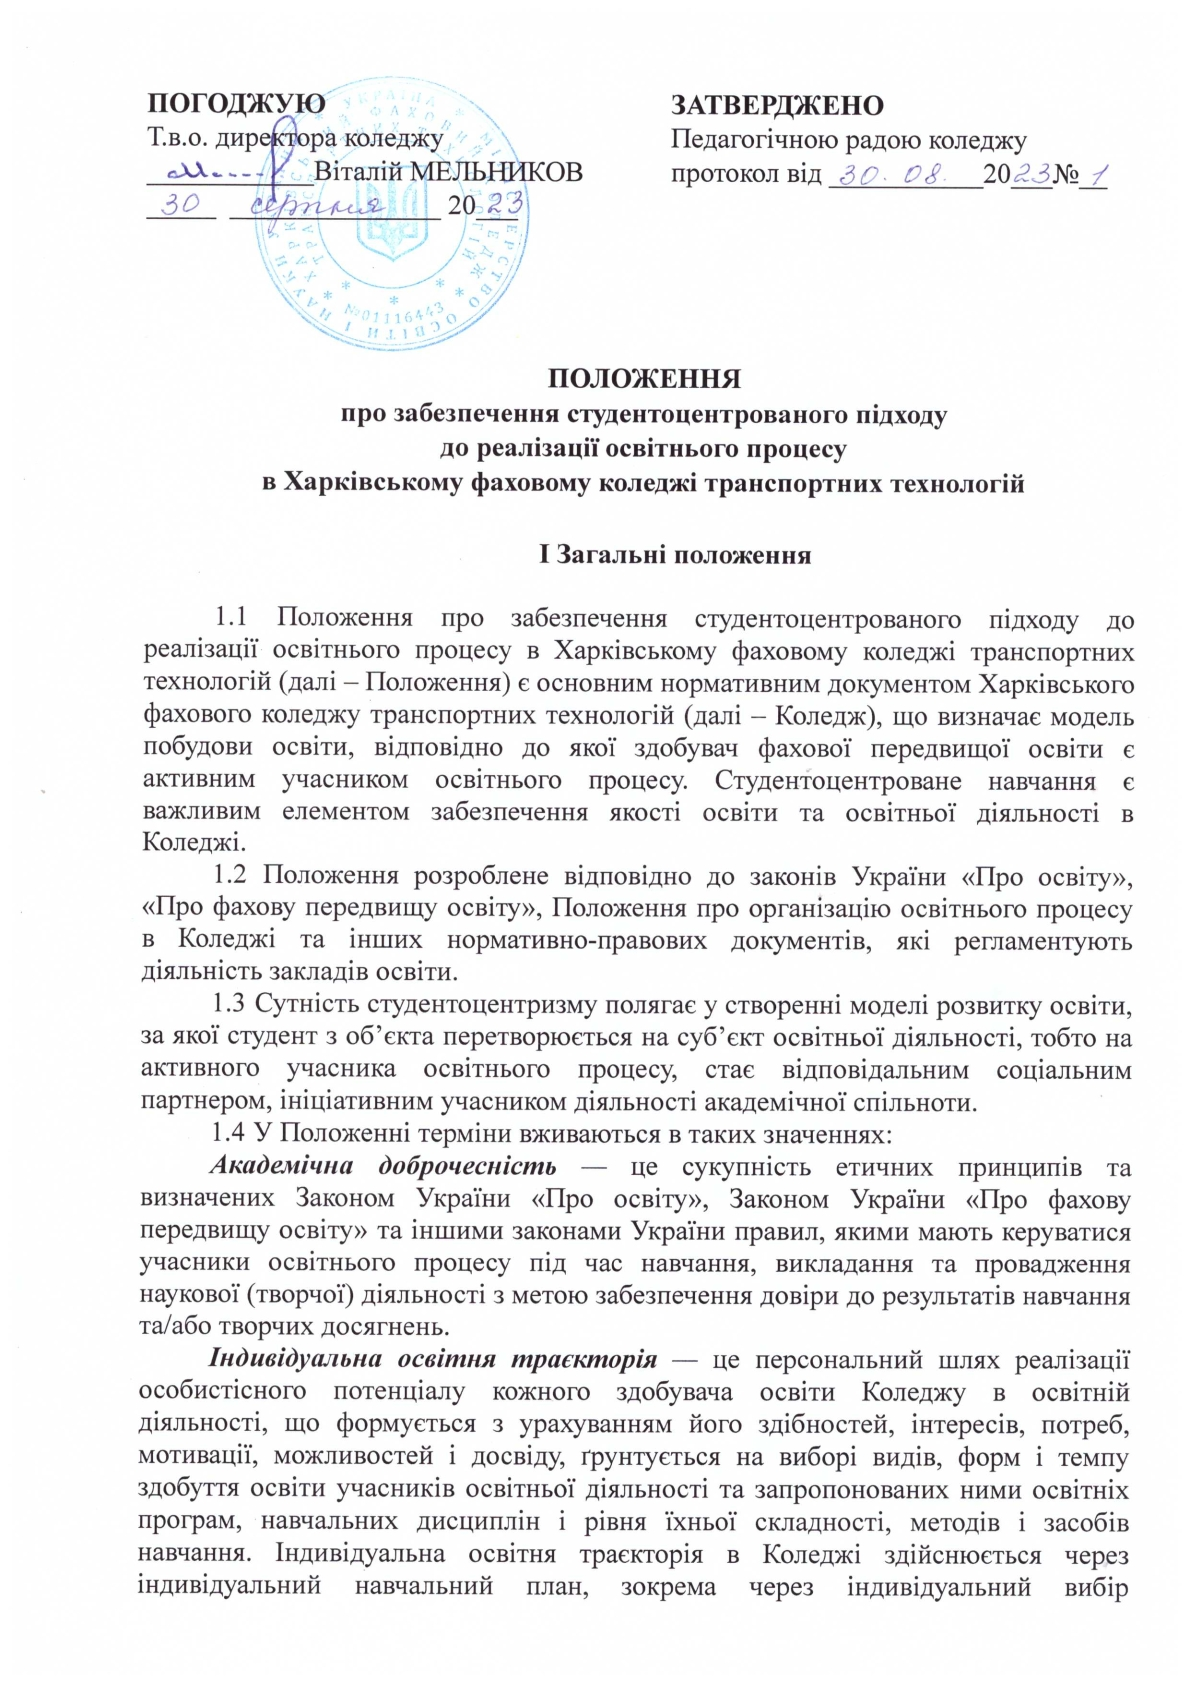 ПОГОДЖУЮ
Т.в.о. директора коледжу
Віталій МЕЛЬНИКОВ
30 серпня 2023
ЗАТВЕРДЖЕНО
Педагогічною радою коледжу
протокол від 30.08.2023№1
УКРАЇНА
№01116443
ПОЛОЖЕННЯ
про забезпечення студентоцентрованого підходу
до реалізації освітнього процесу
в Харківському фаховому коледжі транспортних технологій
І Загальні положення
1.1 Положення про забезпечення студентоцентрованого підходу до
реалізації освітнього процесу в Харківському фаховому коледжі транспортних
технологій (далі – Положення) є основним нормативним документом Харківського
фахового коледжу транспортних технологій (далі – Коледж), що визначає модель
побудови освіти, відповідно до якої здобувач фахової передвищої освіти є
активним учасником освітнього процесу. Студентоцентроване навчання є
важливим елементом забезпечення якості освіти та освітньої діяльності в
Коледжі.
1.2 Положення розроблене відповідно до законів України «Про освіту»,
«Про фахову передвищу освіту», Положення про організацію освітнього процесу
в Коледжі та інших нормативно-правових документів, які регламентують
діяльність закладів освіти.
1.3 Сутність студентоцентризму полягає у створенні моделі розвитку освіти,
за якої студент з об’єкта перетворюється на суб’єкт освітньої діяльності, тобто на
активного учасника освітнього процесу, стає відповідальним соціальним
партнером, ініціативним учасником діяльності академічної спільноти.
1.4 У Положенні терміни вживаються в таких значеннях:
Академічна доброчесність — це сукупність етичних принципів та
визначених Законом України «Про освіту», Законом України «Про фахову
передвищу освіту» та іншими законами України правил, якими мають керуватися
учасники освітнього процесу під час навчання, викладання та провадження
наукової (творчої) діяльності з метою забезпечення довіри до результатів навчання
та/або творчих досягнень.
Індивідуальна освітня траєкторія — це персональний шлях реалізації
особистісного потенціалу кожного здобувача освіти Коледжу в освітній
діяльності, що формується з урахуванням його здібностей, інтересів, потреб,
мотивації, можливостей і досвіду, ґрунтується на виборі видів, форм і темпу
здобуття освіти учасників освітньої діяльності та запропонованих ними освітніх
програм, навчальних дисциплін і рівня їхньої складності, методів і засобів
навчання. Індивідуальна освітня траєкторія в Коледжі здійснюється через
індивідуальний навчальний план, зокрема через індивідуальний вибір